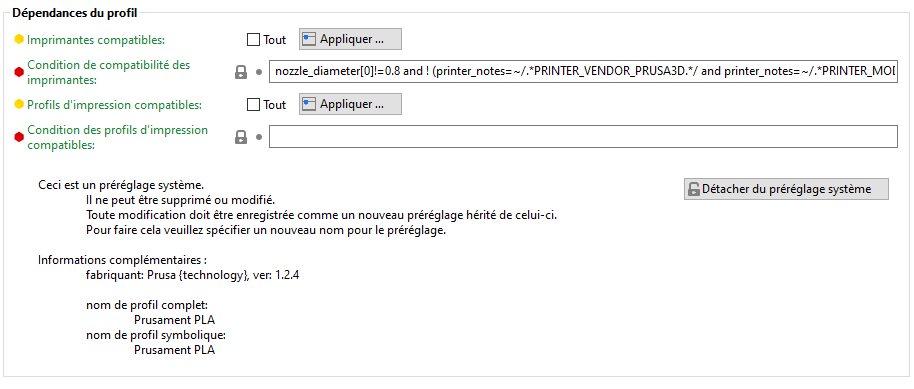 Dépendances du profil
Imprimantes compatibles: Tout Appliquer ...
Condition de compatibilité des
imprimantes: nozzle_diameter[0]!=0.8 and ! (printer_notes=~/.*PRINTER_VENDOR_PRUSA3D.*/ and printer_notes=~/.*PRINTER_MOD
Profils d'impression compatibles: Tout Appliquer ...
Condition des profils d'impression
compatibles:
Ceci est un préréglage système.
Détacher du préréglage système
Il ne peut être supprimé ou modifié.
Toute modification doit être enregistrée comme un nouveau préréglage hérité de celui-ci.
Pour faire cela veuillez spécifier un nouveau nom pour le préréglage.
Informations complémentaires :
fabriquant: Prusa {technology}, ver: 1.2.4
nom de profil complet:
Prusament PLA
nom de profil symbolique:
Prusament PLA